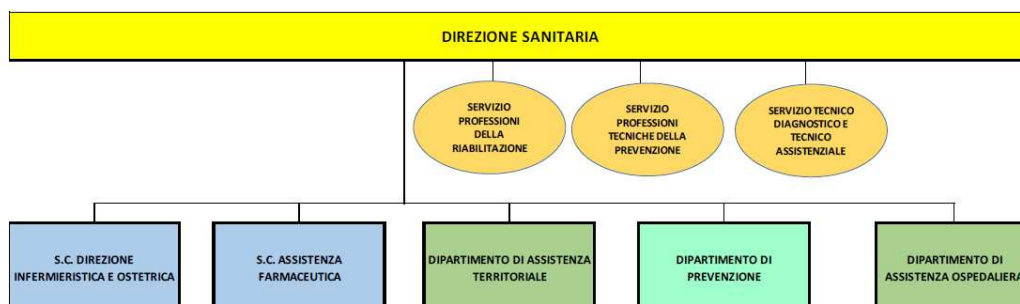 DIREZIONE SANITARIA
SERVIZIO
PROFESSIONI
DELLA
RIABILITAZIONE
SERVIZIO
PROFESSIONI
TECNICHE DELLA
PREVENZIONE
SERVIZIO TECNICO
DIAGNOSTICO E
TECNICO
ASSISTENZIALE
S.C. DIREZIONE
INFERMIERISTICA E OSTETRICA
S.C. ASSISTENZA
FARMACEUTICA
DIPARTIMENTO DI ASSISTENZA
TERRITORIALE
DIPARTIMENTO DI
PREVENZIONE
DIPARTIMENTO DI
ASSISTENZA OSPEDALIERA